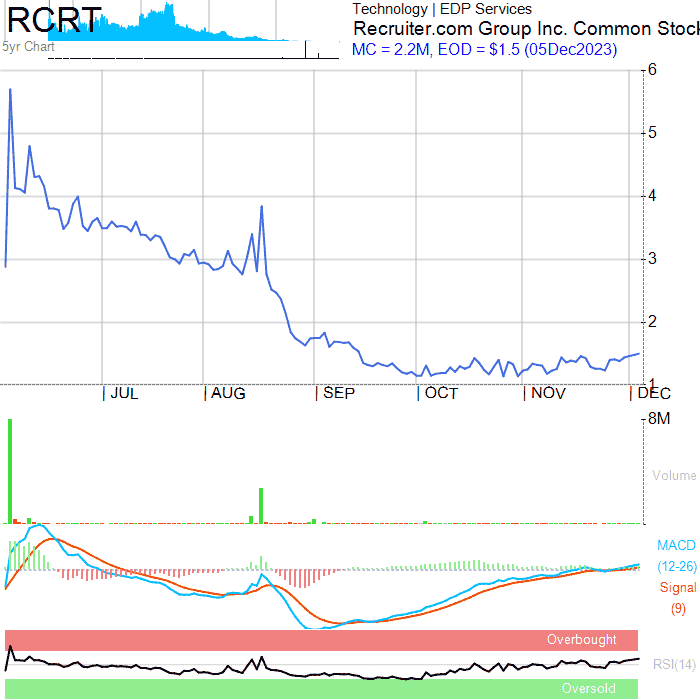 RCRT
5yr Chart
Technology | EDP Services
Recruiter.com Group Inc. Common Stock
MC = 2.2M, EOD = $1.5 (05Dec2023)
6
5
4
3
2
1
| JUL | AUG | SEP | OCT | NOV | DEC
8M
Volume
MACD
(12-26)
Signal
(9)
Overbought
RSI(14)
Oversold